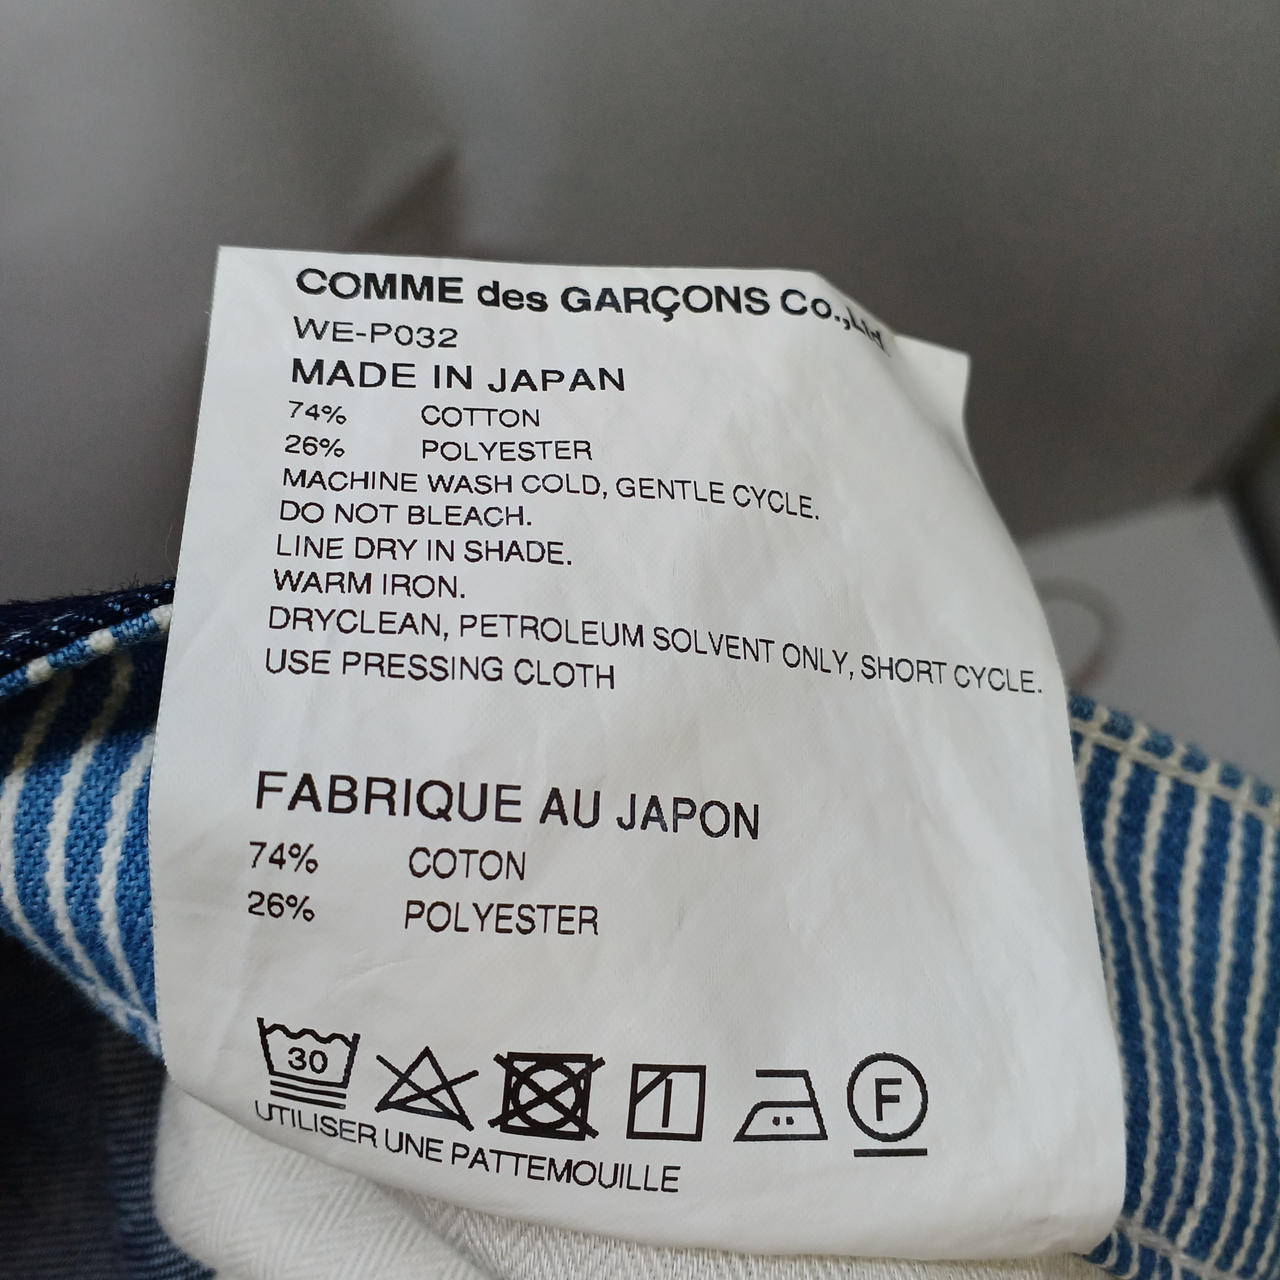 COMME des GARÇONS Co.,Ltd
WE-P032
MADE IN JAPAN
74% COTTON
26% POLYESTER
MACHINE WASH COLD, GENTLE CYCLE.
DO NOT BLEACH.
LINE DRY IN SHADE.
WARM IRON.
DRYCLEAN, PETROLEUM SOLVENT ONLY, SHORT CYCLE.
USE PRESSING CLOTH
FABRIQUE AU JAPON
74% COTON
26% POLYESTER
30
F
UTILISER UNE PATTEMOUILLE